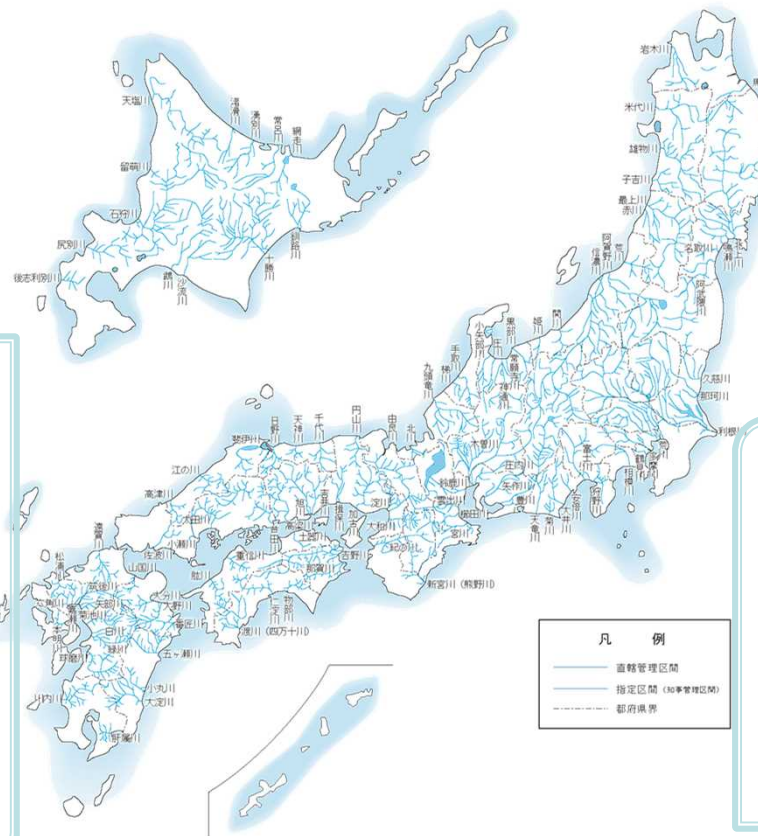 天塩川
渚滑川
湧別川
常呂川
網走川
留萌川
石狩川
尻別川
後志利別川
鵡川
沙流川
十勝川
釧路川
岩木川
米代川
雄物川
子吉川
最上川
赤川
荒川
阿賀野川
信濃川
名取川
鳴瀬川
北上川
阿武隈川
久慈川
那珂川
利根川
荒川
多摩川
鶴見川
相模川
富士川
狩野川
安倍川
大井川
菊川
天竜川
豊川
矢作川
庄内川
木曽川
鈴鹿川
雲出川
櫛田川
宮川
関
姫
黒部
常願寺川
神通川
庄
小矢部
手取
梯
九頭竜川
北
由良
円山川
千代
天神
日野川
斐伊川
江の川
高津川
太田川
小瀬川
佐波川
旭
吉井
高梁川
揖保
加古川
淀川
大和川
紀の川
新宮川(熊野川)
吉野川
那賀川
土器川
重信川
肱川
物部川
仁淀川
渡川(四万十川)
遠賀川
山国川
松浦川
筑後川
矢部川
六角川
嘉瀬川
本明川
菊池川
白川
緑川
球磨川
大分川
大野川
番匠川
五ヶ瀬川
小丸川
大淀川
川内川
肝属川
凡 例
直轄管理区間
指定区間 (知事管理区間)
都府県界